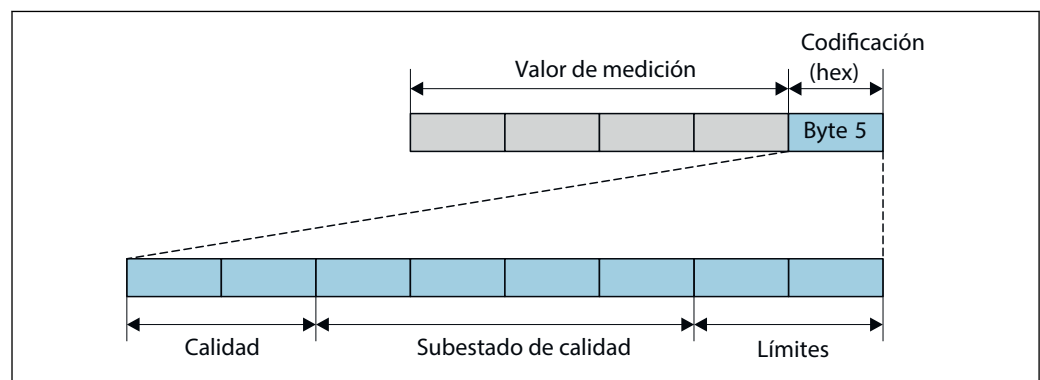 Codificación
(hex)
Valor de medición
Byte 5
Calidad
Subestado de calidad
Límites